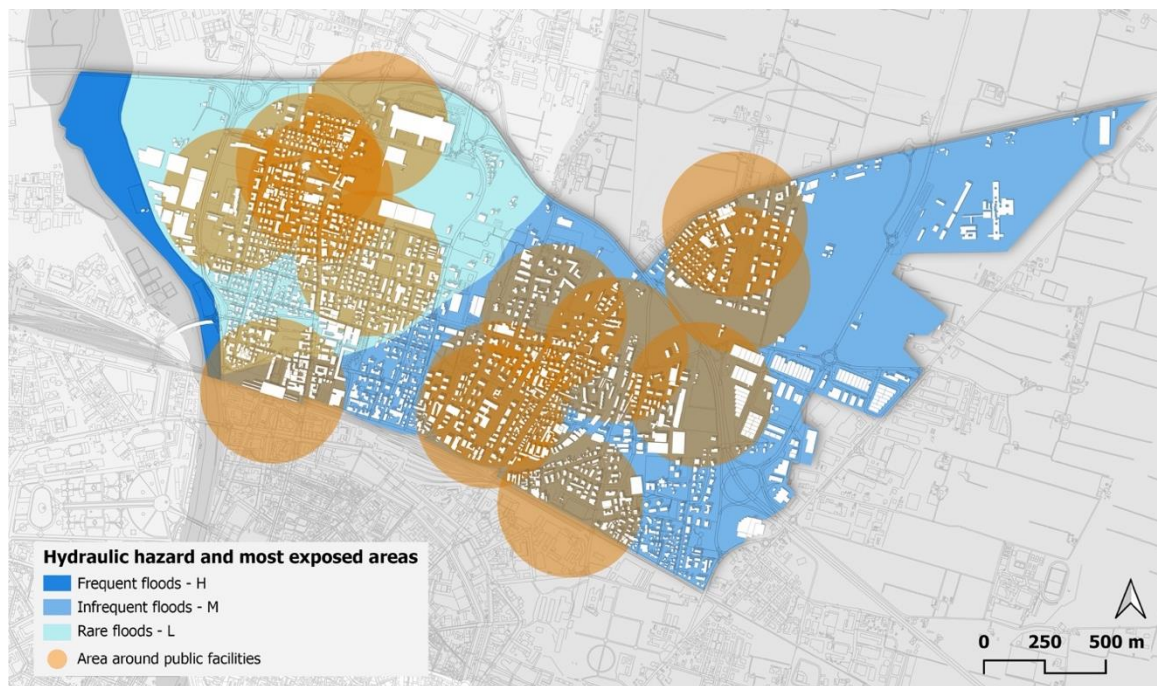 Hydraulic hazard and most exposed areas
Frequent floods - H
Infrequent floods - M
Rare floods - L
Area around public facilities
0 250 500 m